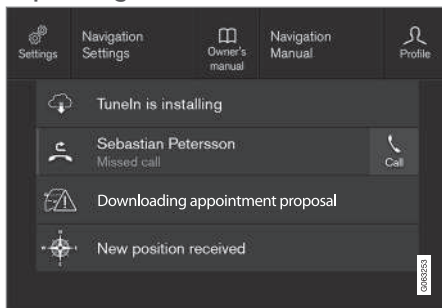 Settings
Navigation
Settings
Owner's
manual
Navigation
Manual
Profile
TuneIn is installing
Sebastian Petersson
Missed call
Call
Downloading appointment proposal
New position received
G063253